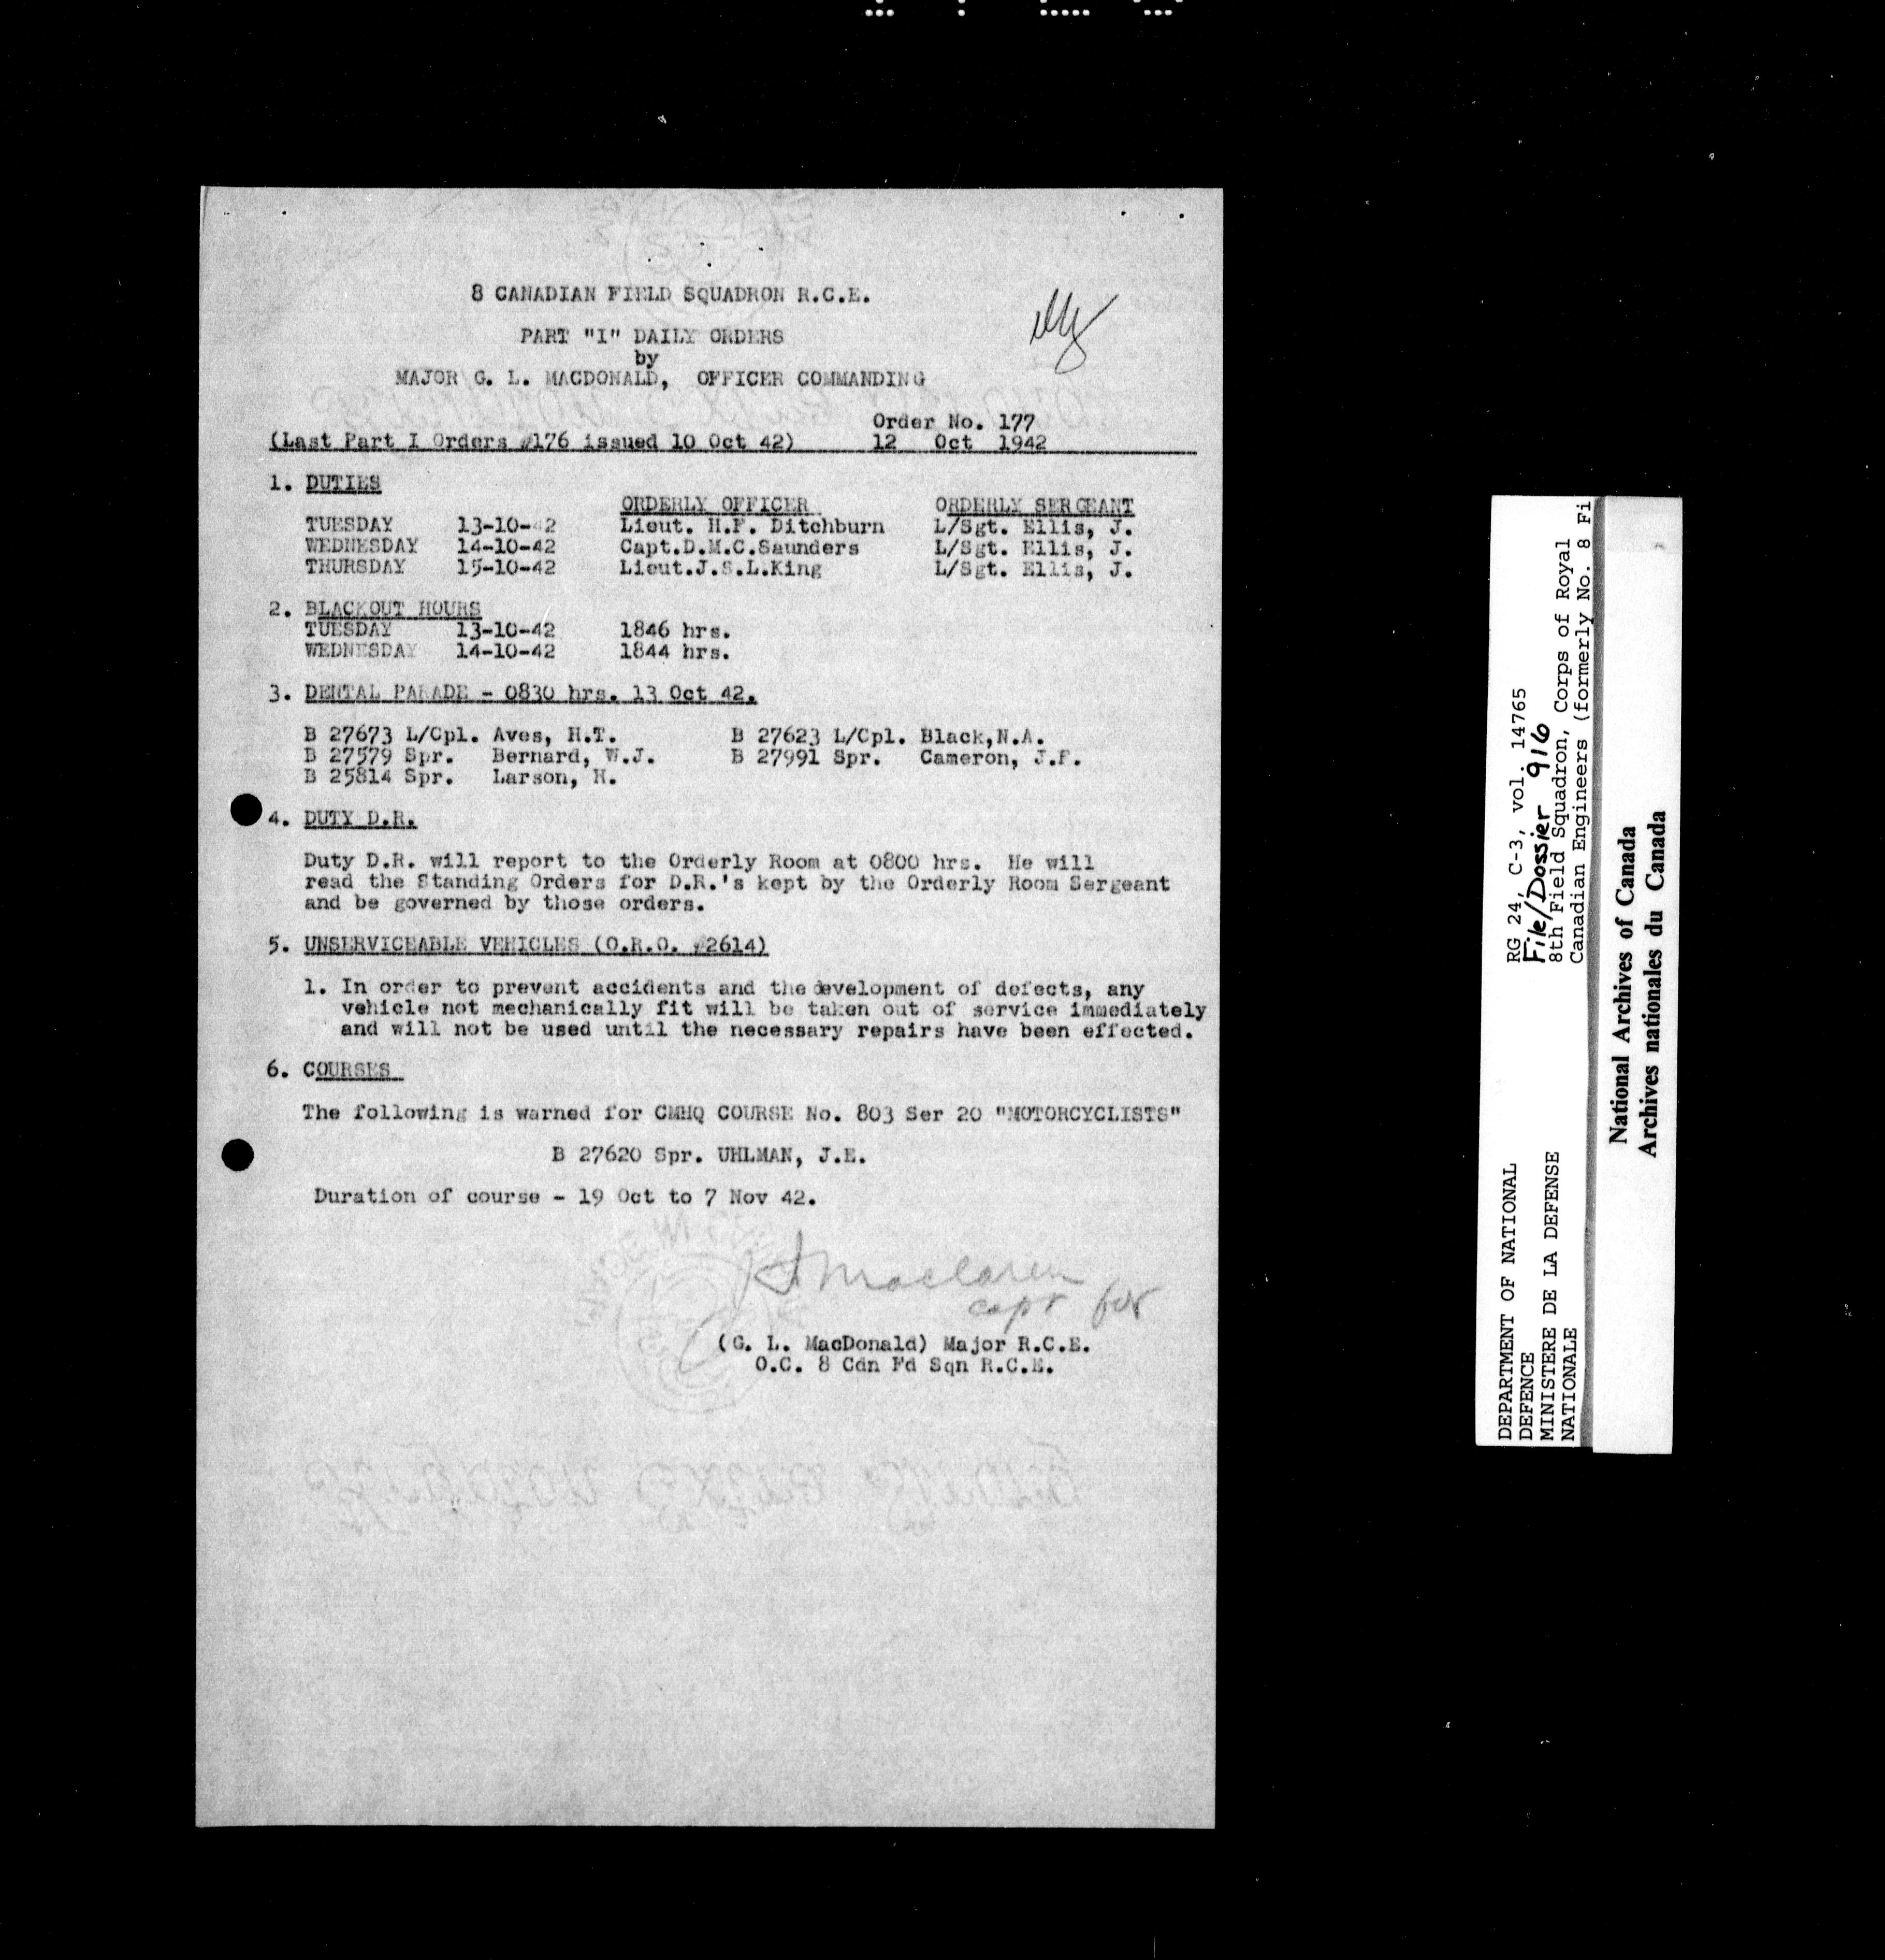 8 CANADIAN FIELD SQUADRON R.C.E.
PART "I" DAILY ORDERS
by
MAJOR G. L. MACDONALD, OFFICER COMMANDING
Order No. 177
(Last Part I Orders #176 issued 10 Oct 42) 12 Oct 1942
1. DUTIES
ORDERLY OFFICER ORDERLY SERGEANT
TUESDAY 13-10-42 Lieut. H.F. Ditchburn L/Sgt. Ellis, J.
WEDNESDAY 14-10-42 Capt.D.M.C.Saunders L/Sgt. Ellis, J.
THURSDAY 15-10-42 Lieut.J.S.L.King L/Sgt. Ellis, J.
2. BLACKOUT HOURS
TUESDAY 13-10-42 1846 hrs.
WEDNESDAY 14-10-42 1844 hrs.
3. DENTAL PARADE - 0830 hrs. 13 Oct 42.
B 27673 L/Cpl. Aves, H.T. B 27623 L/Cpl. Black,N.A.
B 27579 Spr. Bernard, W.J. B 27991 Spr. Cameron, J.F.
B 25814 Spr. Larson, H.
4. DUTY D.R.
Duty D.R. will report to the Orderly Room at 0800 hrs. He will
read the Standing Orders for D.R.'s kept by the Orderly Room Sergeant
and be governed by those orders.
5. UNSERVICEABLE VEHICLES (O.R.O. #2614)
1. In order to prevent accidents and the development of defects, any
vehicle not mechanically fit will be taken out of service immediately
and will not be used until the necessary repairs have been effected.
6. COURSES
The following is warned for CMHQ COURSE No. 803 Ser 20 "MOTORCYCLISTS"
B 27620 Spr. UHLMAN, J.E.
Duration of course - 19 Oct to 7 Nov 42.
Maclaren
capt for
(G. L. MacDonald) Major R.C.E.
O.C. 8 Cdn Fd Sqn R.C.E.
DEPARTMENT OF NATIONAL
DEFENCE
MINISTERE DE LA DEFENSE
NATIONALE
RG 24, C-3, vol. 14765
File/Dossier 916
8th Field Squadron, Corps of Royal
Canadian Engineers (formerly No. 8 Fi
National Archives of Canada
Archives nationales du Canada